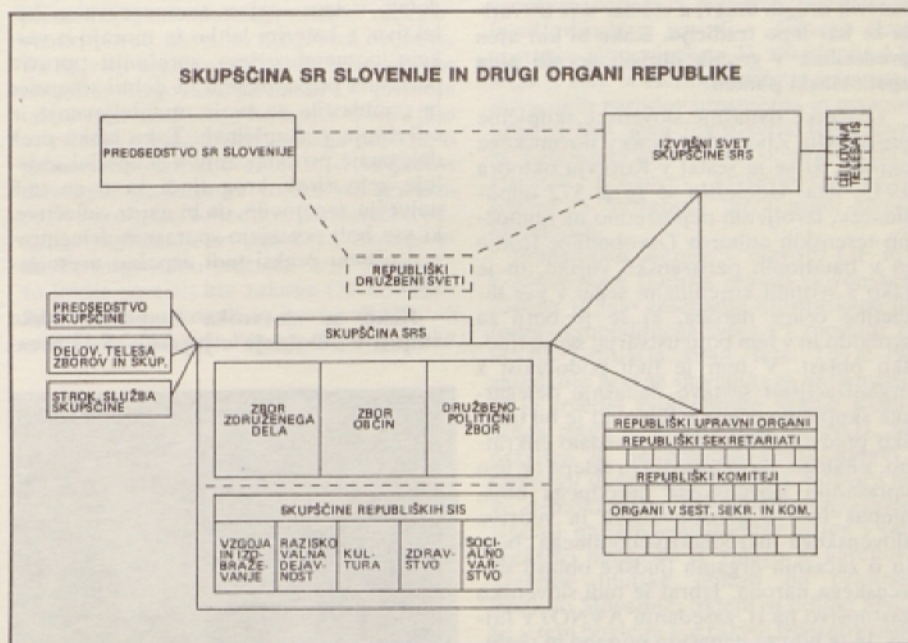 SKUPŠČINA SR SLOVENIJE IN DRUGI ORGANI REPUBLIKE
PREDSEDSTVO SR SLOVENIJE
IZVRŠNI SVET
SKUPŠČINE SRS
DELOVNA
TELESA IS
REPUBLIŠKI
DRUŽBENI SVETI
PREDSEDSTVO
SKUPŠČINE
DELOV. TELESA
ZBOROV IN SKUP.
STROK. SLUŽBA
SKUPŠČINE
SKUPŠČINA SRS
ZBOR
ZDRUŽENEGA
DELA
ZBOR
OBČIN
DRUŽBENO-
POLITIČNI
ZBOR
SKUPŠČINE REPUBLIŠKIH SIS
VZGOJA
IN IZO-
BRAŽE-
VANJE
RAZISKO
VALNA
DEJAV-
NOST
KUL-
TURA
ZDRAV-
STVO
SOCI-
ALNO
VAR-
STVO
REPUBLIŠKI UPRAVNI ORGANI
REPUBLIŠKI SEKRETARIATI
REPUBLIŠKI KOMITEJI
ORGANI V SEST. SEKR. IN KOM.